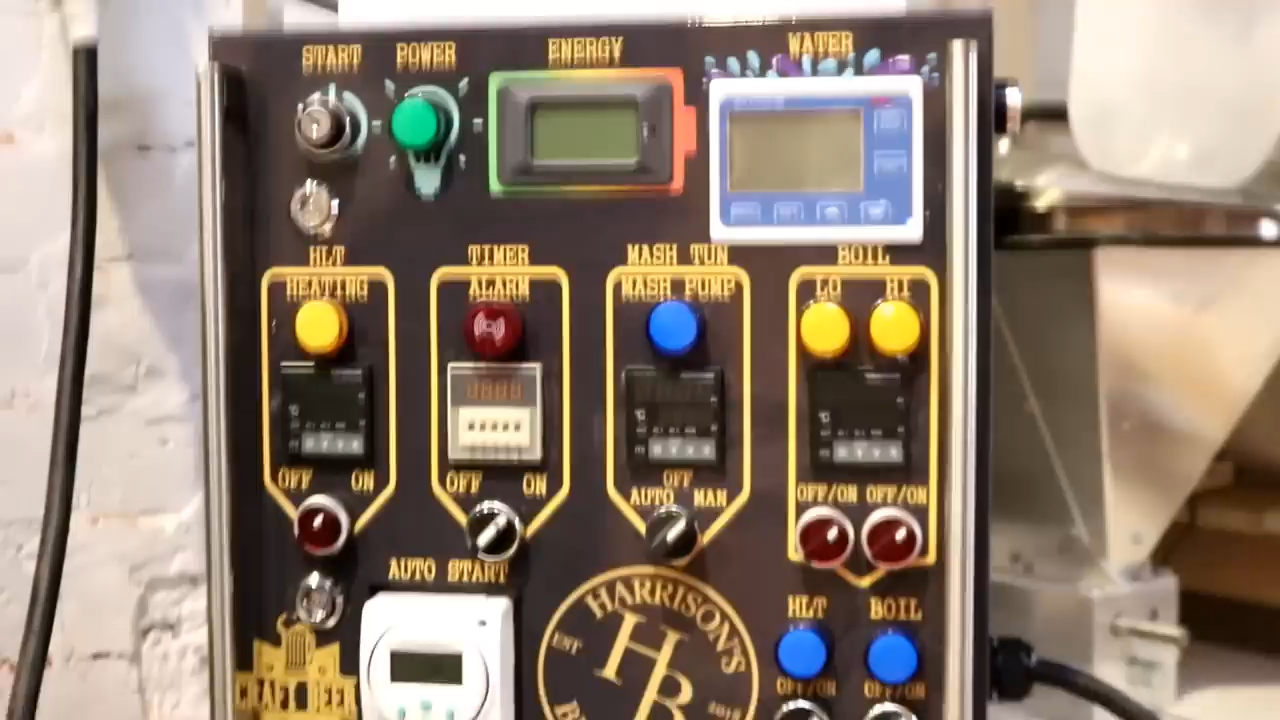 START POWER ENERGY WATER
HLT TIMER MASH TUN BOIL
HEATING ALARM MASH PUMP LO HI
OFF ON OFF ON OFF OFF/ON OFF/ON
AUTO MAN
AUTO START
HARRISON'S
EST
HB
2018
CRAFT BEER
HLT BOIL
OFF/ON OFF/ON